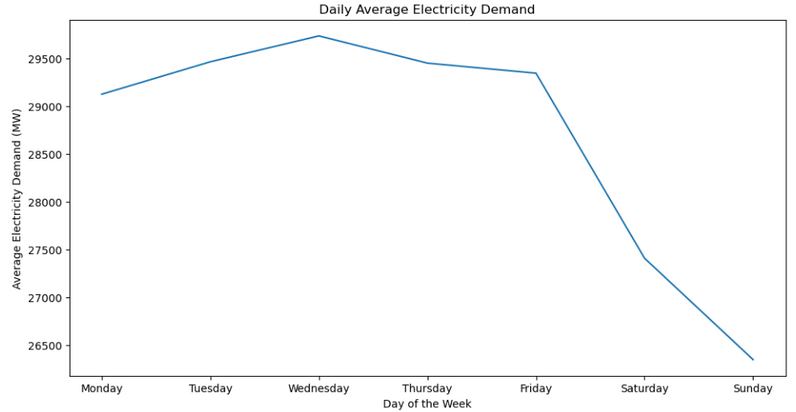 Daily Average Electricity Demand
Average Electricity Demand (MW)
29500
29000
28500
28000
27500
27000
26500
Monday Tuesday Wednesday Thursday Friday Saturday Sunday
Day of the Week